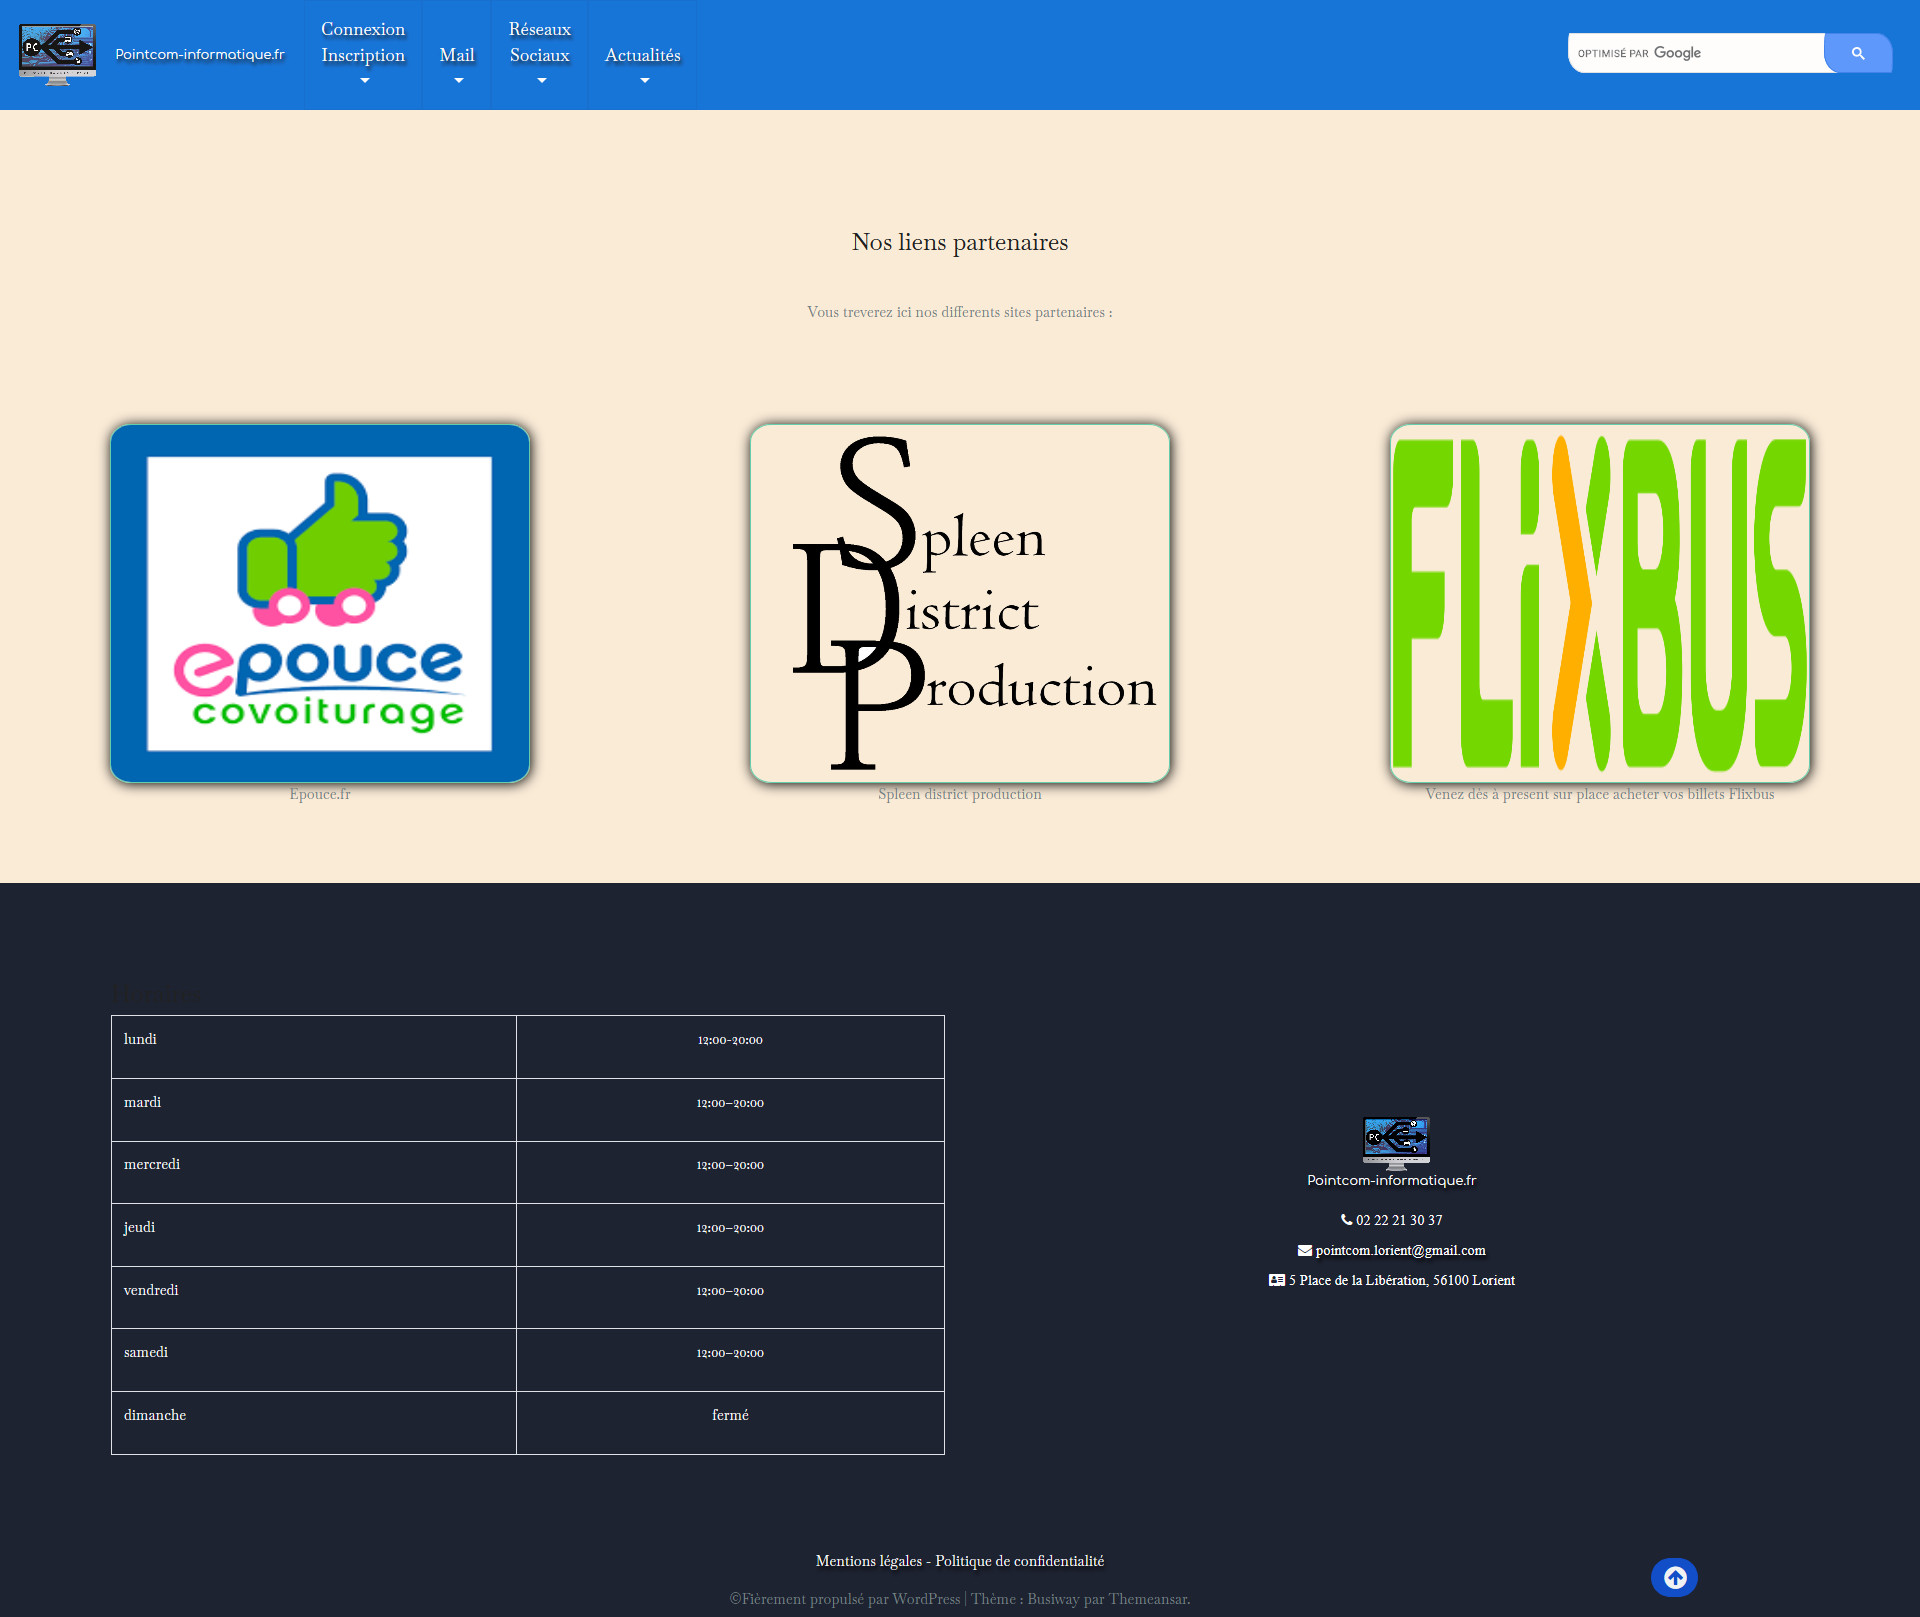 PC
Pointcom-informatique.fr
Connexion
Inscription
Mail
Réseaux
Sociaux
Actualités
OPTIMISÉ PAR Google
Nos liens partenaires
Vous treverez ici nos differents sites partenaires :
epouce
covoiturage
Spleen
District
Production
FLiXBUS
Epouce.fr
Spleen district production
Venez dès à present sur place acheter vos billets Flixbus
Horaires
lundi 12:00-20:00
mardi 12:00–20:00
mercredi 12:00–20:00
jeudi 12:00–20:00
vendredi 12:00–20:00
samedi 12:00–20:00
dimanche fermé
PC
Pointcom-informatique.fr
02 22 21 30 37
pointcom.lorient@gmail.com
5 Place de la Libération, 56100 Lorient
Mentions légales - Politique de confidentialité
©Fièrement propulsé par WordPress | Thème : Busiway par Themeansar.